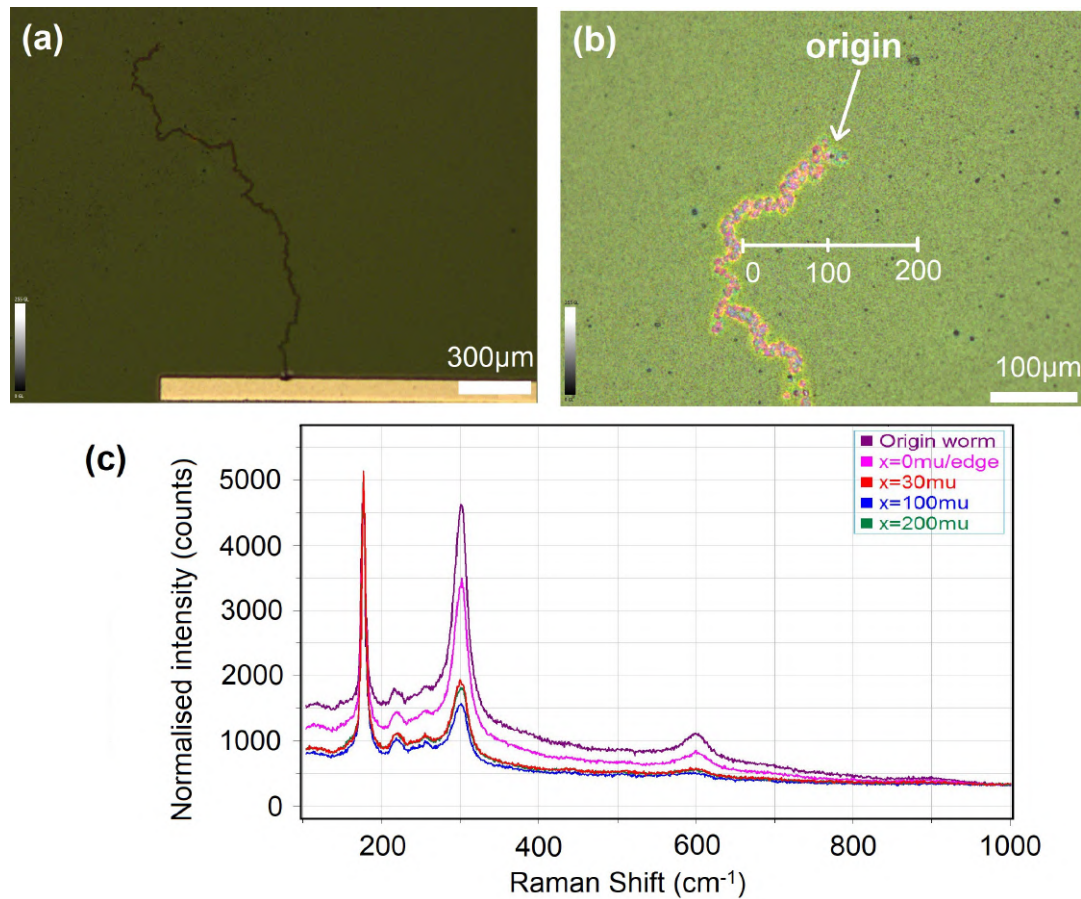 (a)
300µm
(b)
origin
0 100 200
100µm
(c)
Normalised intensity (counts)
5000
4000
3000
2000
1000
0
Origin worm
x=0mu/edge
x=30mu
x=100mu
x=200mu
200 400 600 800 1000
Raman Shift (cm⁻¹)